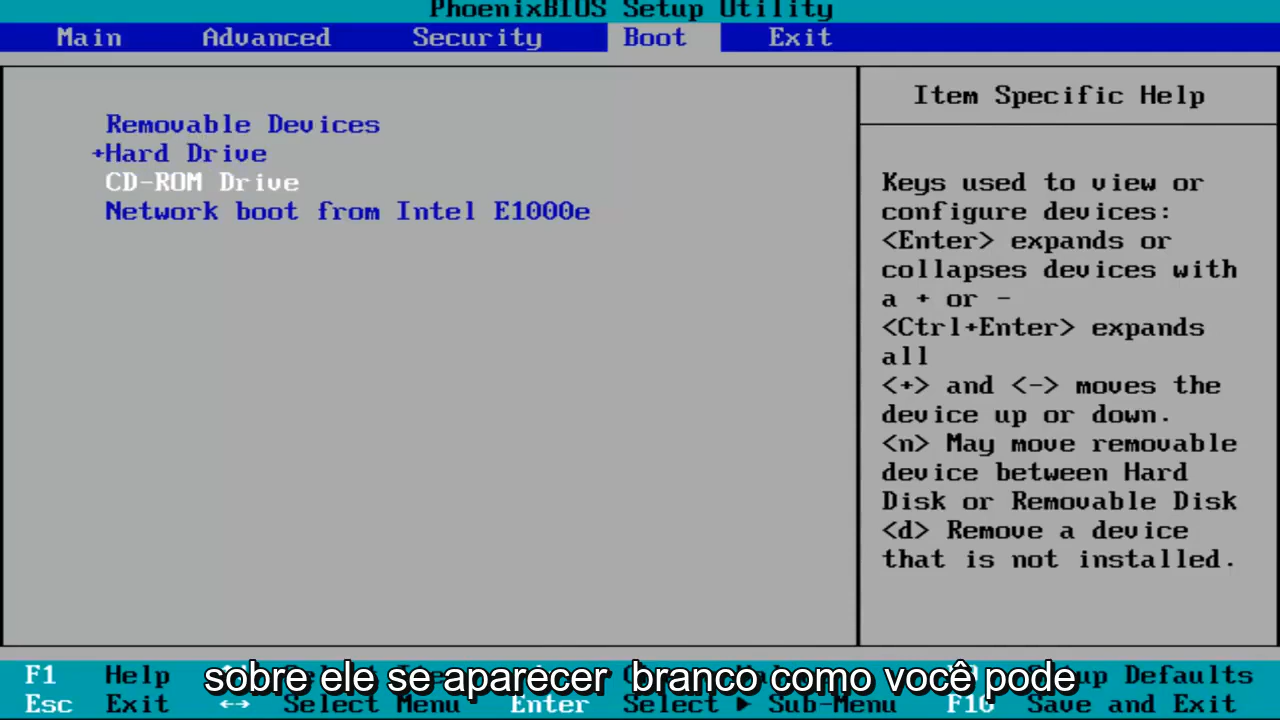 PhoenixBIOS Setup Utility
Main Advanced Security Boot Exit
Removable Devices
+Hard Drive
CD-ROM Drive
Network boot from Intel E1000e
Item Specific Help
Keys used to view or
configure devices:
<Enter> expands or
collapses devices with
a + or -
<Ctrl+Enter> expands
all
<+> and <-> moves the
device up or down.
<n> May move removable
device between Hard
Disk or Removable Disk
<d> Remove a device
that is not installed.
F1 Help Defaults
sobre ele se aparecer branco como você pode
Esc Exit ↔ Select Menu Enter Select ▶ Sub-Menu F10 Save and Exit